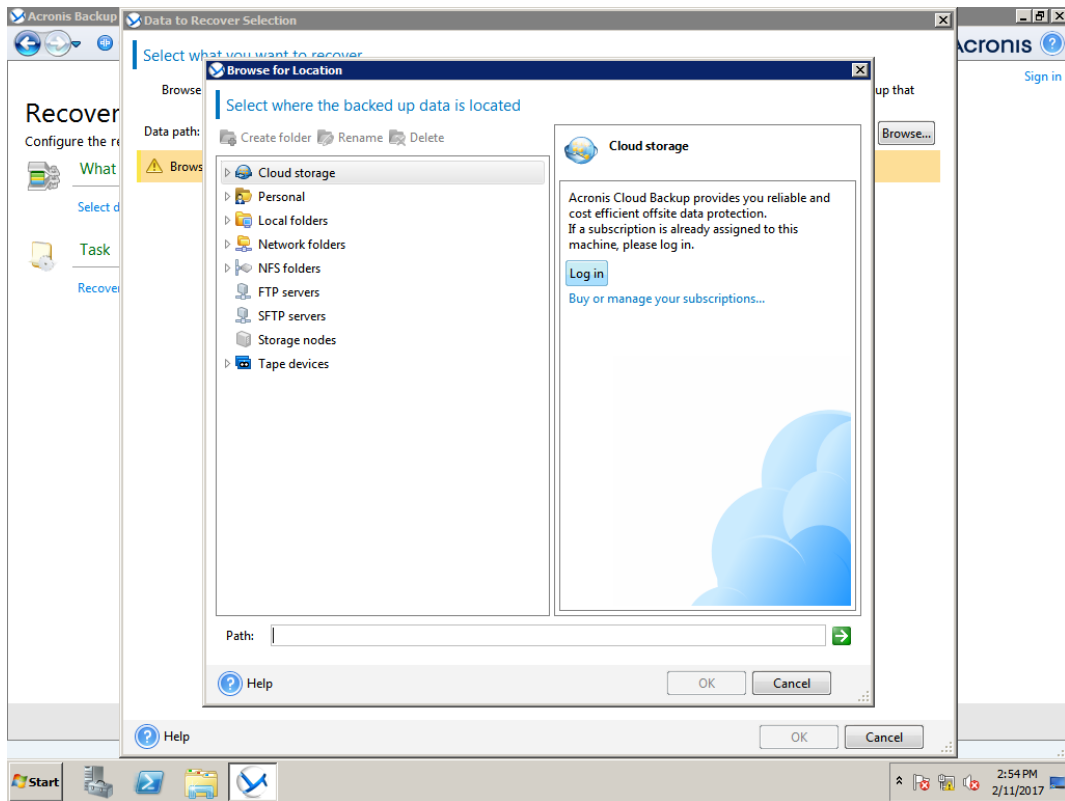 Acronis Backup
Data to Recover Selection
Acronis
Sign in
Select what you want to recover
Browse
up that
Data path:
Browse...
Brows
Recover
Configure the re
What
Select d
Task
Recover
Browse for Location
Select where the backed up data is located
Create folder Rename Delete
Cloud storage
Personal
Local folders
Network folders
NFS folders
FTP servers
SFTP servers
Storage nodes
Tape devices
Cloud storage
Acronis Cloud Backup provides you reliable and
cost efficient offsite data protection.
If a subscription is already assigned to this
machine, please log in.
Log in
Buy or manage your subscriptions...
Path:
Help
OK Cancel
Help
OK Cancel
Start
2:54 PM
2/11/2017